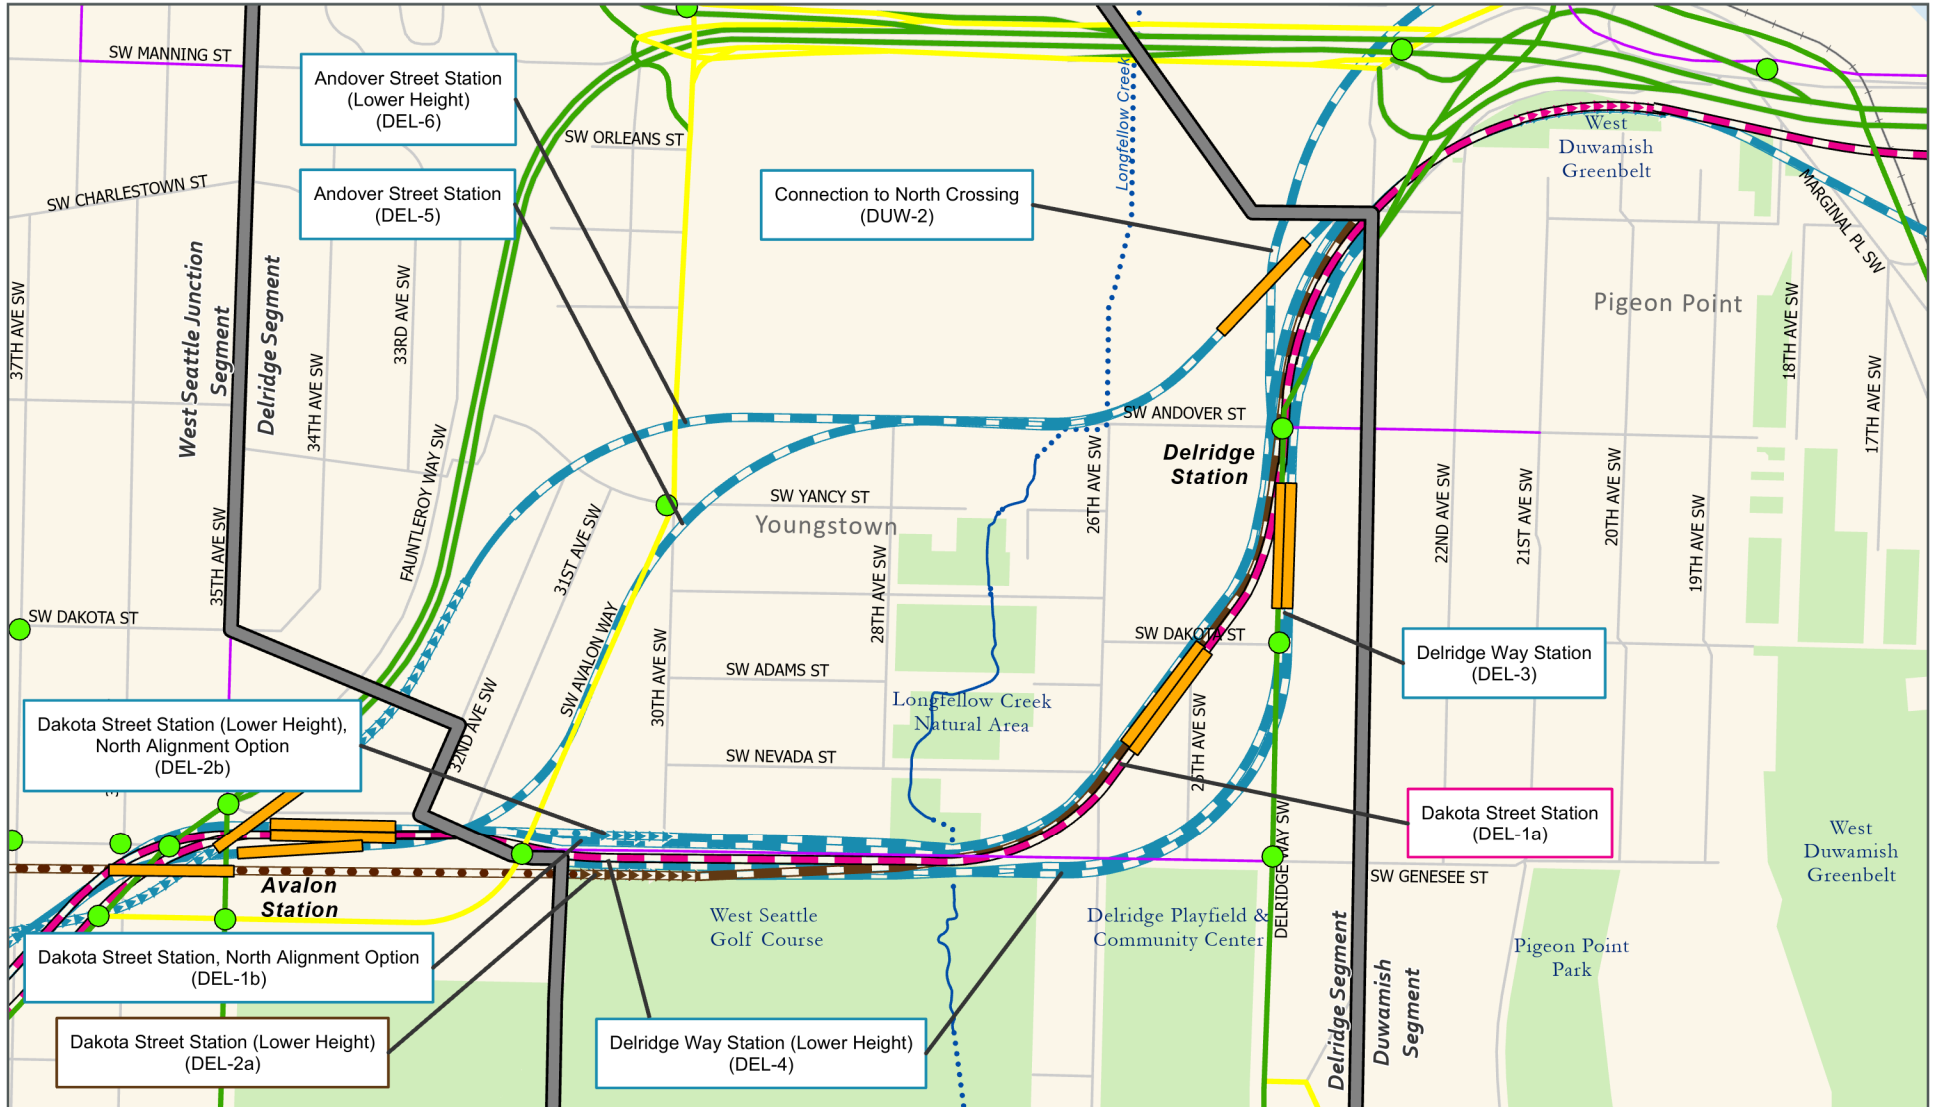 SW MANNING ST
Andover Street Station
(Lower Height)
(DEL-6)
SW ORLEANS ST
Longfellow Creek
West
Duwamish
Greenbelt
SW CHARLESTOWN ST
Andover Street Station
(DEL-5)
Connection to North Crossing
(DUW-2)
MARGINAL PL SW
West Seattle Junction
Segment
Delridge Segment
37TH AVE SW
34TH AVE SW
33RD AVE SW
Pigeon Point
18TH AVE SW
17TH AVE SW
SW ANDOVER ST
Delridge
Station
FAUNTLEROY WAY SW
SW YANCY ST
Youngstown
26TH AVE SW
22ND AVE SW
21ST AVE SW
20TH AVE SW
19TH AVE SW
35TH AVE SW
31ST AVE SW
28TH AVE SW
SW DAKOTA ST
SW AVALON WAY
30TH AVE SW
SW DAKOTA ST
Delridge Way Station
(DEL-3)
SW ADAMS ST
Longfellow Creek
Natural Area
32ND AVE SW
25TH AVE SW
Dakota Street Station (Lower Height),
North Alignment Option
(DEL-2b)
SW NEVADA ST
Dakota Street Station
(DEL-1a)
West
Duwamish
Greenbelt
DELRIDGE WAY SW
SW GENESEE ST
Avalon
Station
West Seattle
Golf Course
Delridge Playfield &
Community Center
Pigeon Point
Park
Dakota Street Station, North Alignment Option
(DEL-1b)
Delridge Segment
Duwamish
Segment
Dakota Street Station (Lower Height)
(DEL-2a)
Delridge Way Station (Lower Height)
(DEL-4)